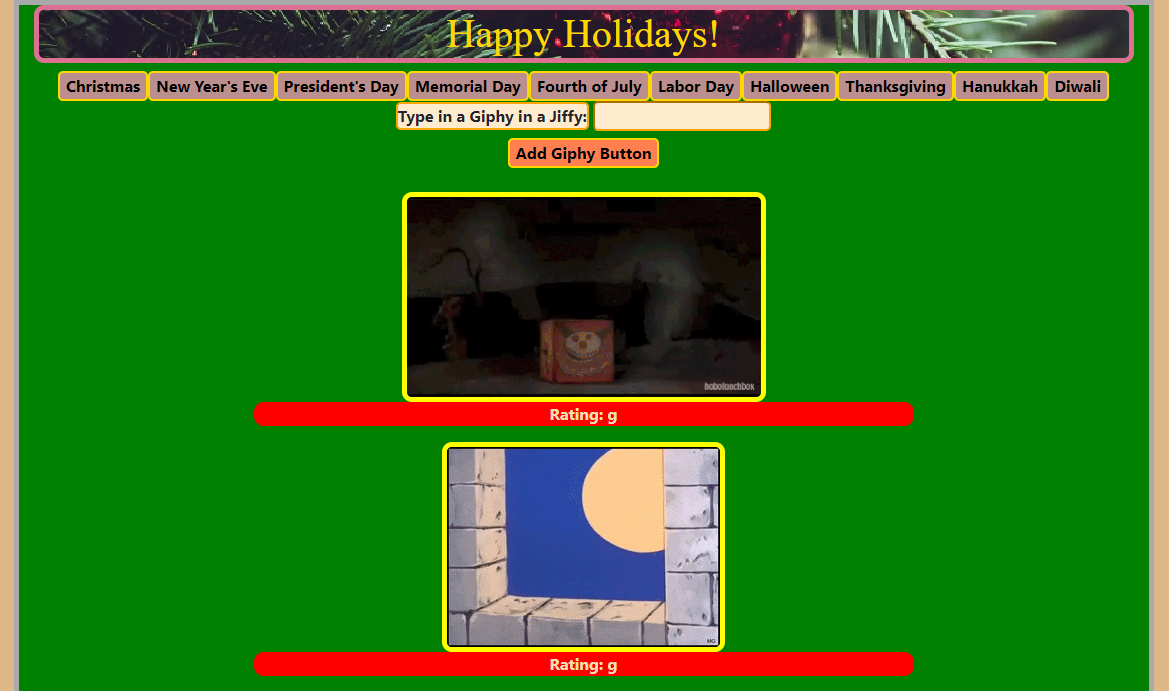 Happy Holidays!
Christmas New Year's Eve President's Day Memorial Day Fourth of July Labor Day Halloween Thanksgiving Hanukkah Diwali
Type in a Giphy in a Jiffy:
Add Giphy Button
hobolunchbox
Rating: g
MG
Rating: g